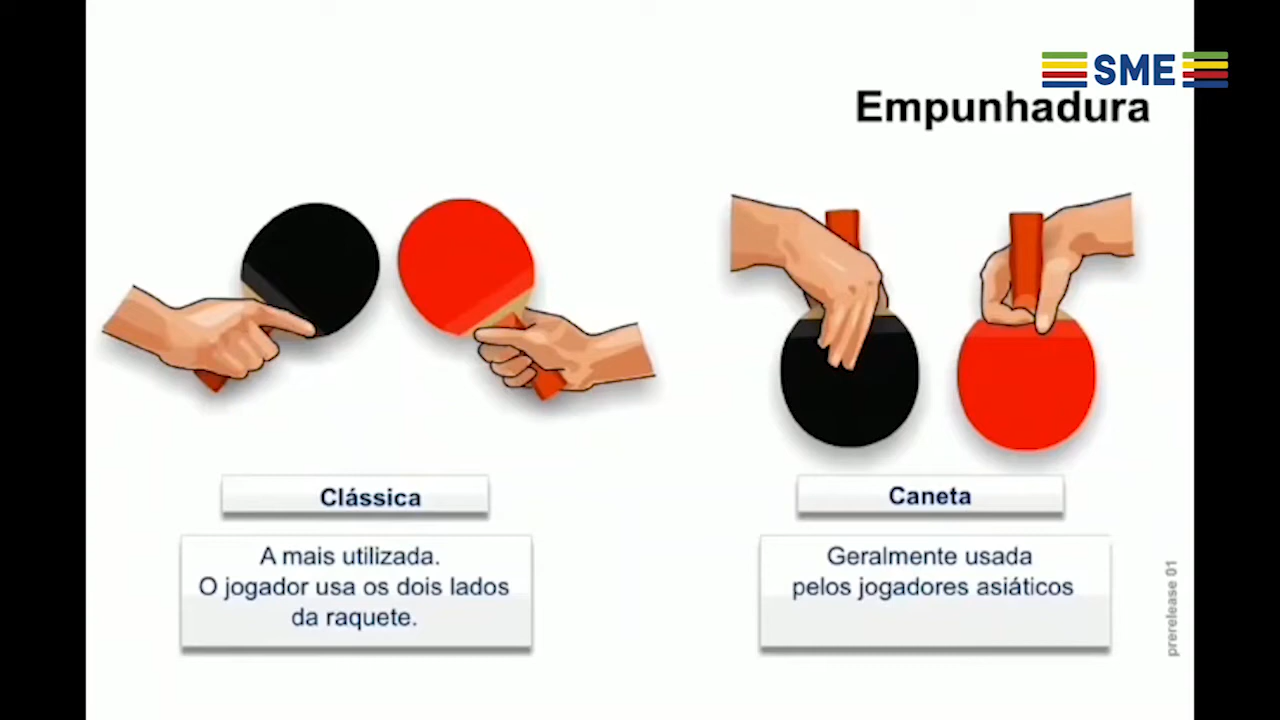 SME
Empunhadura
Clássica
A mais utilizada.
O jogador usa os dois lados
da raquete.
Caneta
Geralmente usada
pelos jogadores asiáticos
prerelease 01